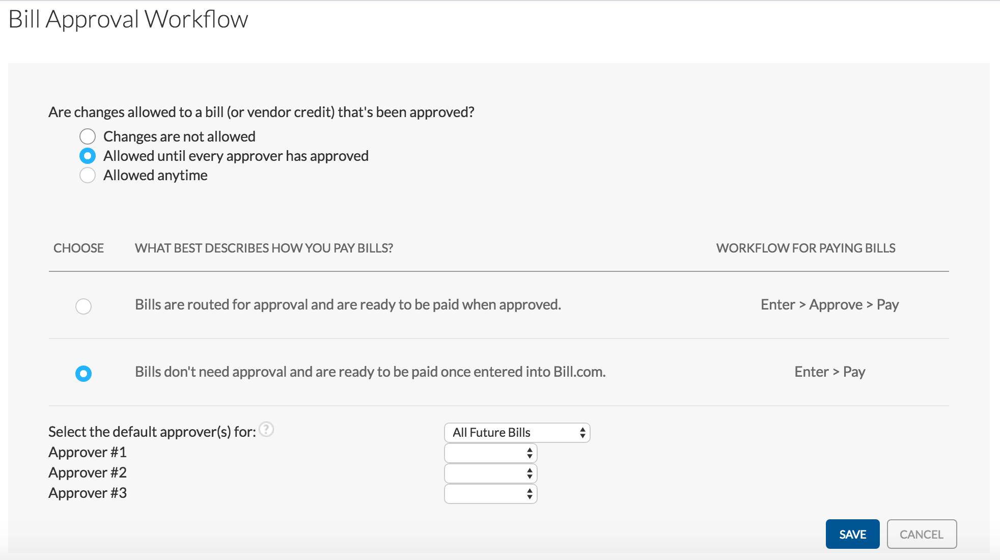 Bill Approval Workflow
Are changes allowed to a bill (or vendor credit) that's been approved?
Changes are not allowed
Allowed until every approver has approved
Allowed anytime
CHOOSE WHAT BEST DESCRIBES HOW YOU PAY BILLS? WORKFLOW FOR PAYING BILLS
Bills are routed for approval and are ready to be paid when approved. Enter > Approve > Pay
Bills don't need approval and are ready to be paid once entered into Bill.com. Enter > Pay
Select the default approver(s) for: ? All Future Bills
Approver #1
Approver #2
Approver #3
SAVE CANCEL